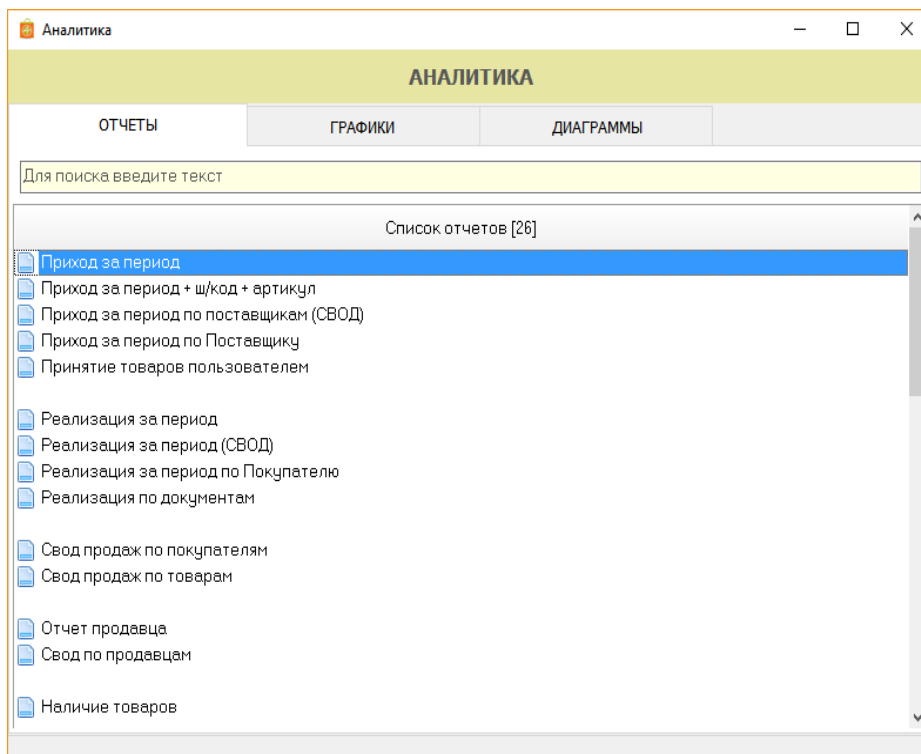 Аналитика
АНАЛИТИКА
ОТЧЕТЫ ГРАФИКИ ДИАГРАММЫ
Для поиска введите текст
Список отчетов [26]
Приход за период
Приход за период + ш/код + артикул
Приход за период по поставщикам (СВОД)
Приход за период по Поставщику
Принятие товаров пользователем
Реализация за период
Реализация за период (СВОД)
Реализация за период по Покупателю
Реализация по документам
Свод продаж по покупателям
Свод продаж по товарам
Отчет продавца
Свод по продавцам
Наличие товаров